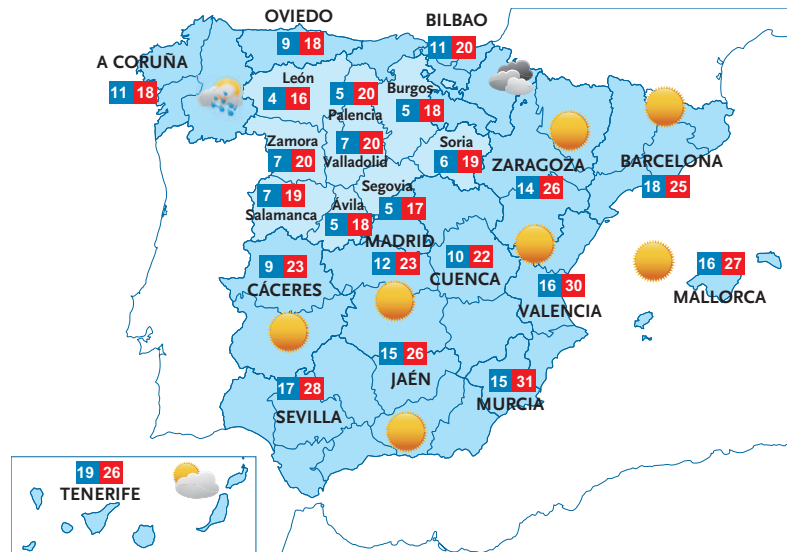 OVIEDO
9 18
BILBAO
11 20
A CORUÑA
11 18
León
4 16
5 20
Palencia
Burgos
5 18
Zamora
7 20
7 20
Valladolid
Soria
6 19
ZARAGOZA
14 26
BARCELONA
18 25
7 19
Salamanca
Ávila
5 18
Segovia
5 17
MADRID
12 23
10 22
CUENCA
9 23
CÁCERES
16 30
VALENCIA
16 27
MALLORCA
15 26
JAÉN
17 28
SEVILLA
15 31
MURCIA
19 26
TENERIFE